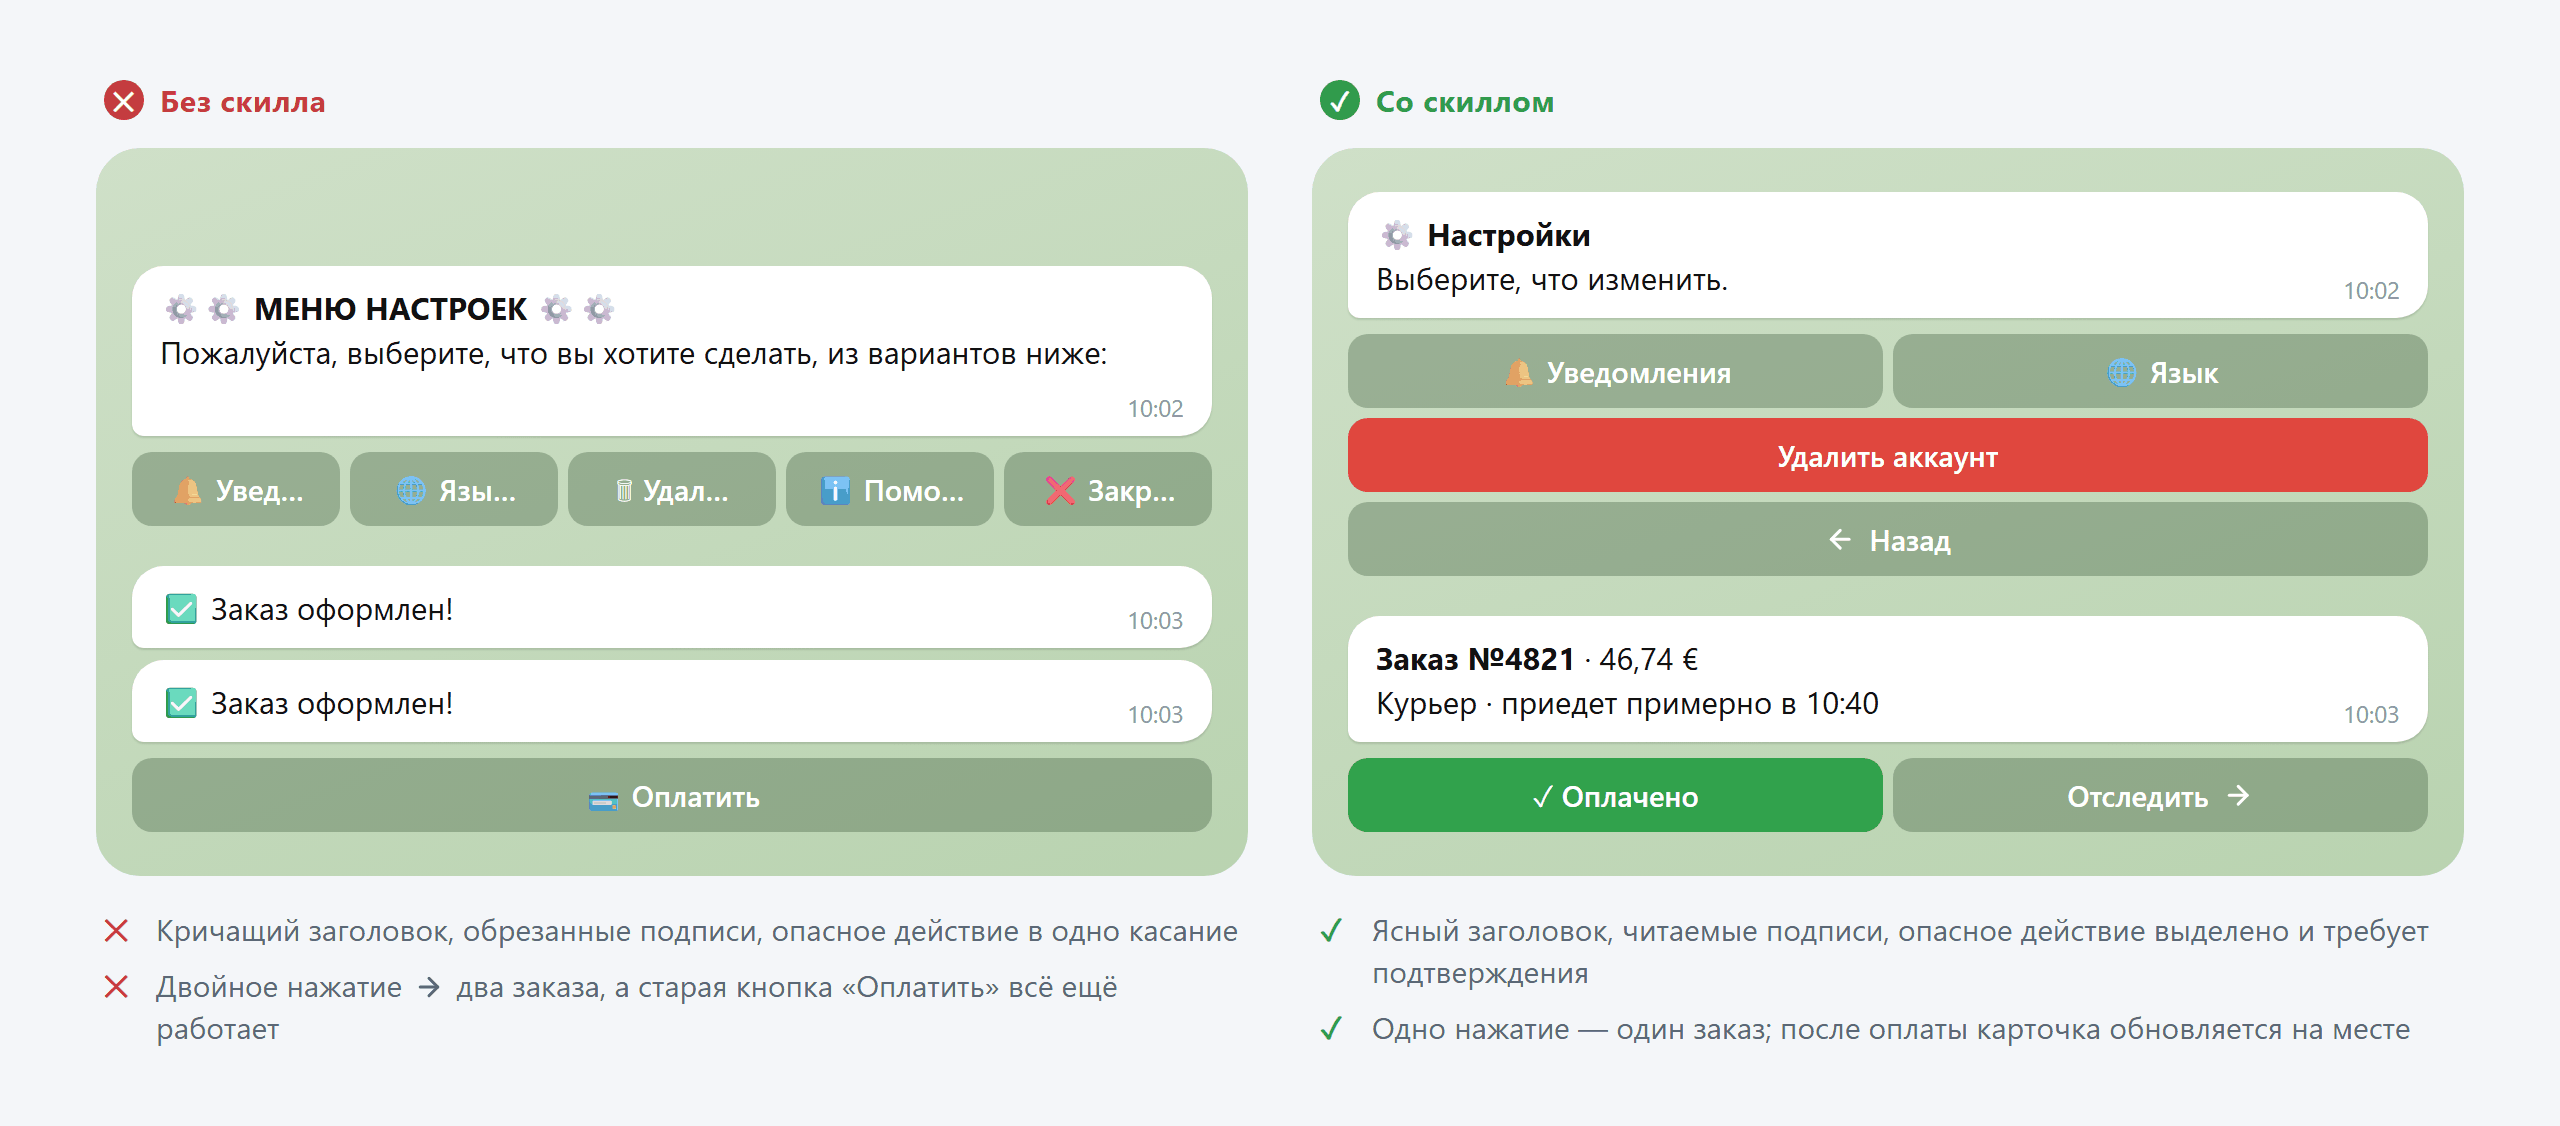 Без скилла
⚙️⚙️ МЕНЮ НАСТРОЕК ⚙️⚙️
Пожалуйста, выберите, что вы хотите сделать, из вариантов ниже:
10:02
🔔 Увед...
🌐 Язы...
🗑 Удал...
ℹ️ Помо...
❌ Закр...
✅ Заказ оформлен!
10:03
✅ Заказ оформлен!
10:03
💳 Оплатить
✕ Кричащий заголовок, обрезанные подписи, опасное действие в одно касание
✕ Двойное нажатие → два заказа, а старая кнопка «Оплатить» всё ещё
работает
Со скиллом
⚙️ Настройки
Выберите, что изменить.
10:02
🔔 Уведомления
🌐 Язык
Удалить аккаунт
← Назад
Заказ №4821 · 46,74 €
Курьер · приедет примерно в 10:40
10:03
✓ Оплачено
Отследить →
✓ Ясный заголовок, читаемые подписи, опасное действие выделено и требует
подтверждения
✓ Одно нажатие — один заказ; после оплаты карточка обновляется на месте